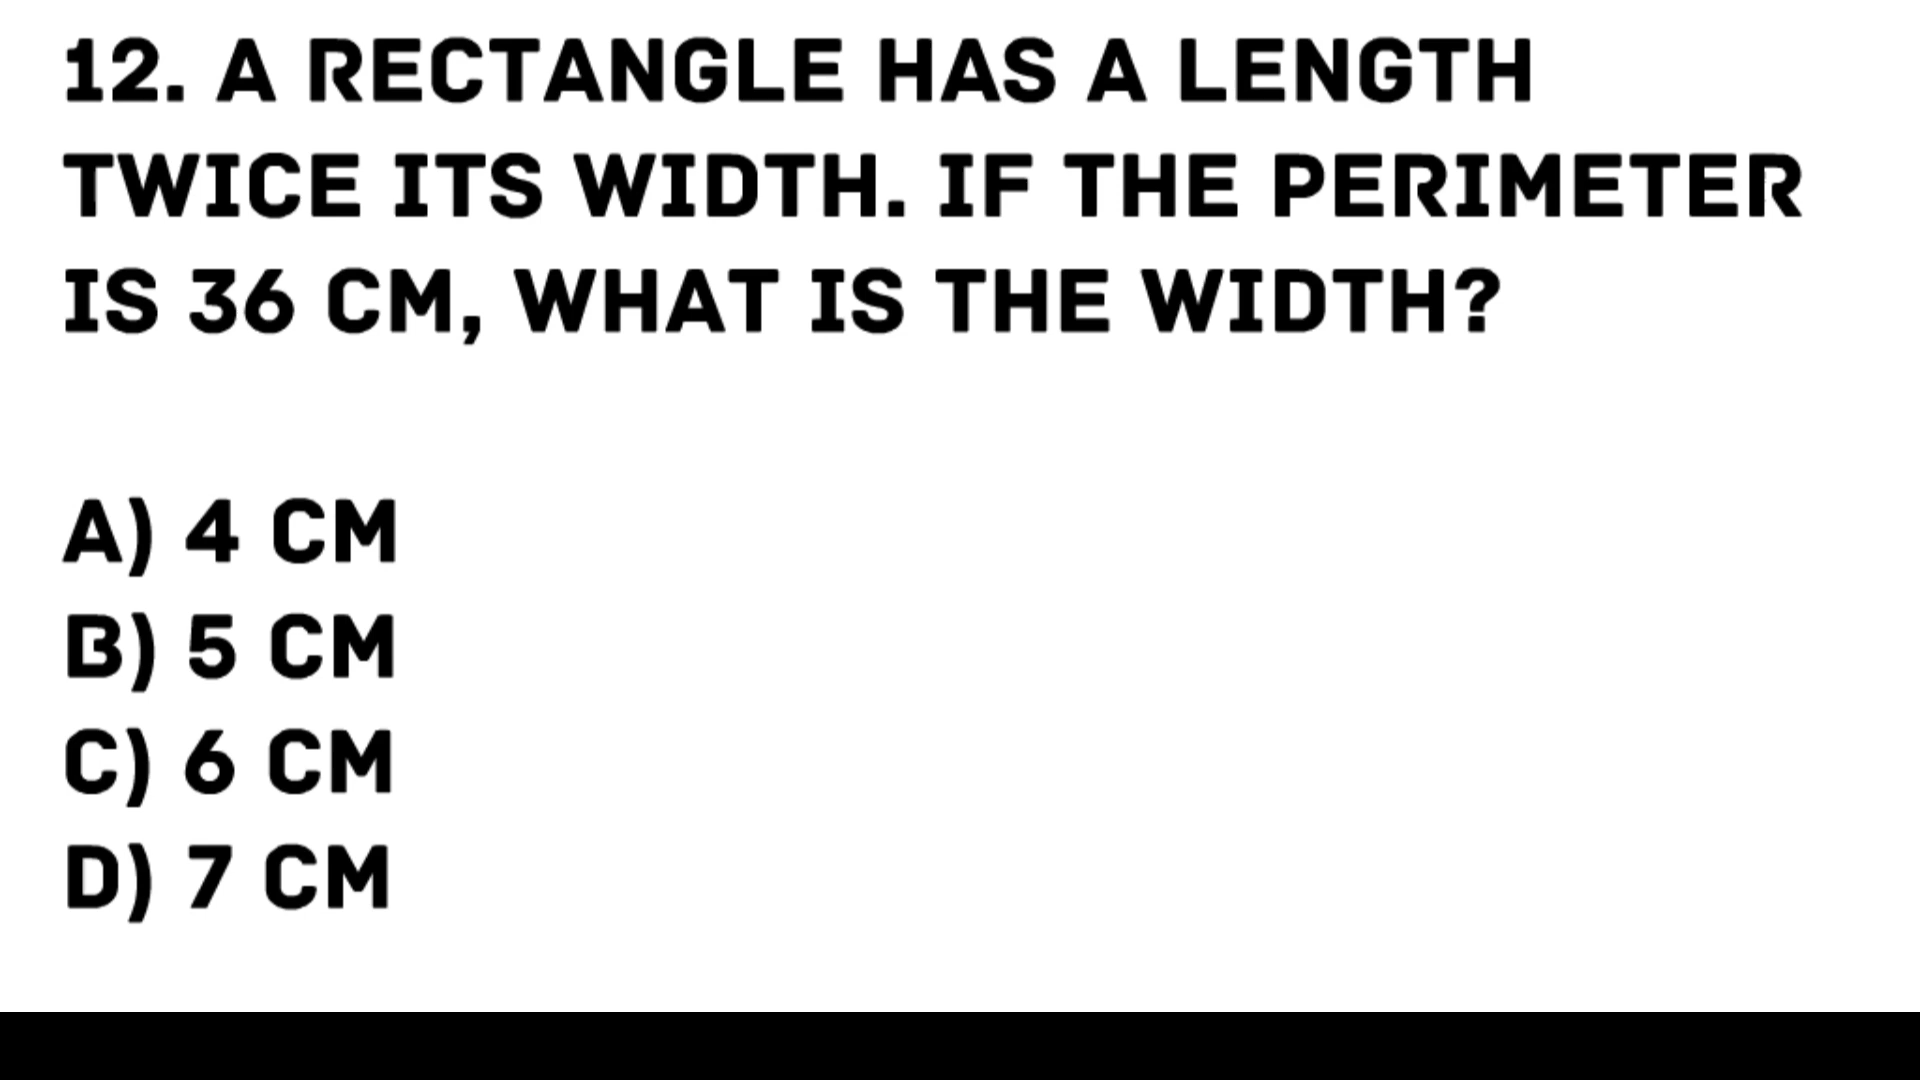 12. A RECTANGLE HAS A LENGTH
TWICE ITS WIDTH. IF THE PERIMETER
IS 36 CM, WHAT IS THE WIDTH?
A) 4 CM
B) 5 CM
C) 6 CM
D) 7 CM